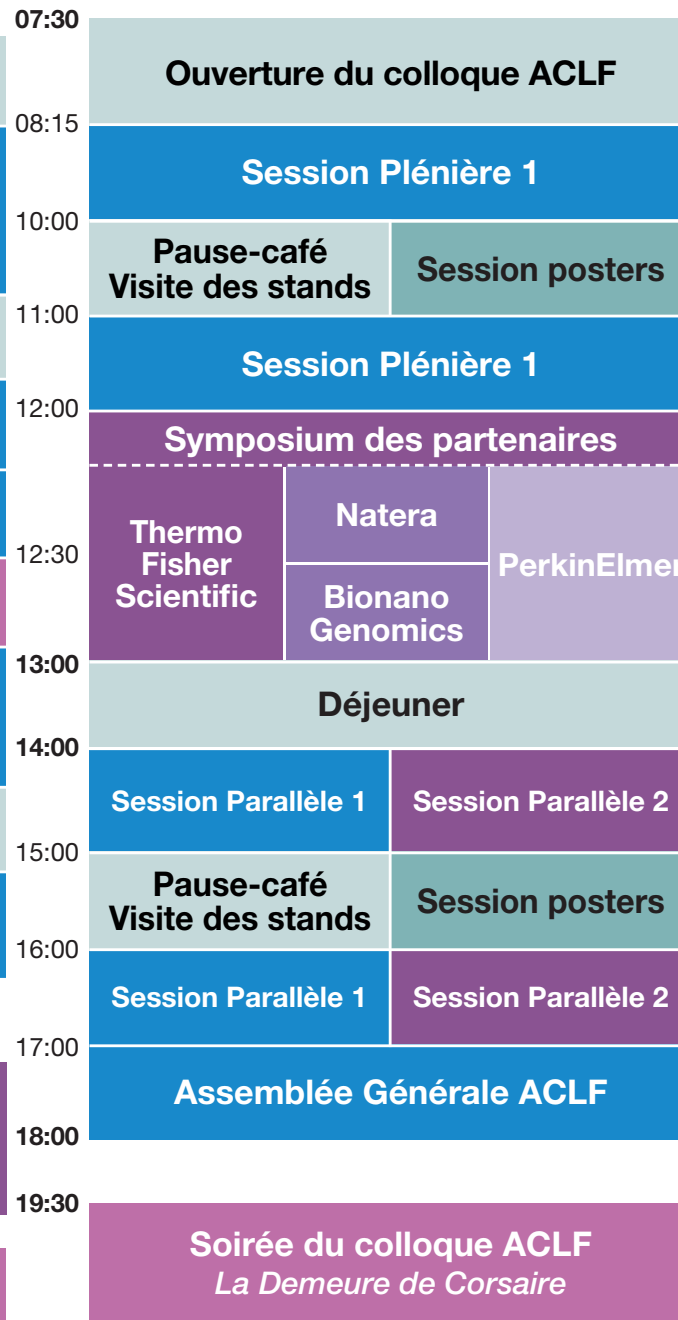 07:30
Ouverture du colloque ACLF
08:15
Session Plénière 1
10:00
Pause-café
Visite des stands
Session posters
11:00
Session Plénière 1
12:00
Symposium des partenaires
Thermo
Fisher
Scientific
Natera
12:30
Bionano
Genomics
PerkinElmer
13:00
Déjeuner
14:00
Session Parallèle 1
Session Parallèle 2
15:00
Pause-café
Visite des stands
Session posters
16:00
Session Parallèle 1
Session Parallèle 2
17:00
Assemblée Générale ACLF
18:00
19:30
Soirée du colloque ACLF
La Demeure de Corsaire